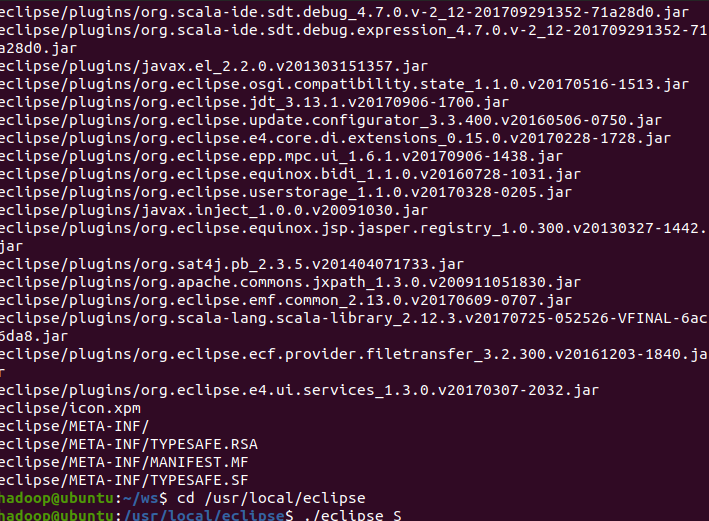 eclipse/plugins/org.scala-ide.sdt.debug_4.7.0.v-2_12-201709291352-71a28d0.jar
eclipse/plugins/org.scala-ide.sdt.debug.expression_4.7.0.v-2_12-201709291352-71
a28d0.jar
eclipse/plugins/javax.el_2.2.0.v201303151357.jar
eclipse/plugins/org.eclipse.osgi.compatibility.state_1.1.0.v20170516-1513.jar
eclipse/plugins/org.eclipse.jdt_3.13.1.v20170906-1700.jar
eclipse/plugins/org.eclipse.update.configurator_3.3.400.v20160506-0750.jar
eclipse/plugins/org.eclipse.e4.core.di.extensions_0.15.0.v20170228-1728.jar
eclipse/plugins/org.eclipse.epp.mpc.ui_1.6.1.v20170906-1438.jar
eclipse/plugins/org.eclipse.equinox.bidi_1.1.0.v20160728-1031.jar
eclipse/plugins/org.eclipse.userstorage_1.1.0.v20170328-0205.jar
eclipse/plugins/javax.inject_1.0.0.v20091030.jar
eclipse/plugins/org.eclipse.equinox.jsp.jasper.registry_1.0.300.v20130327-1442.
jar
eclipse/plugins/org.sat4j.pb_2.3.5.v201404071733.jar
eclipse/plugins/org.apache.commons.jxpath_1.3.0.v200911051830.jar
eclipse/plugins/org.eclipse.emf.common_2.13.0.v20170609-0707.jar
eclipse/plugins/org.scala-lang.scala-library_2.12.3.v20170725-052526-VFINAL-6ac
6da8.jar
eclipse/plugins/org.eclipse.ecf.provider.filetransfer_3.2.300.v20161203-1840.ja
r
eclipse/plugins/org.eclipse.e4.ui.services_1.3.0.v20170307-2032.jar
eclipse/icon.xpm
eclipse/META-INF/
eclipse/META-INF/TYPESAFE.RSA
eclipse/META-INF/MANIFEST.MF
eclipse/META-INF/TYPESAFE.SF
hadoop@ubuntu:~/ws$ cd /usr/local/eclipse
hadoop@ubuntu:/usr/local/eclipse$ ./eclipse S